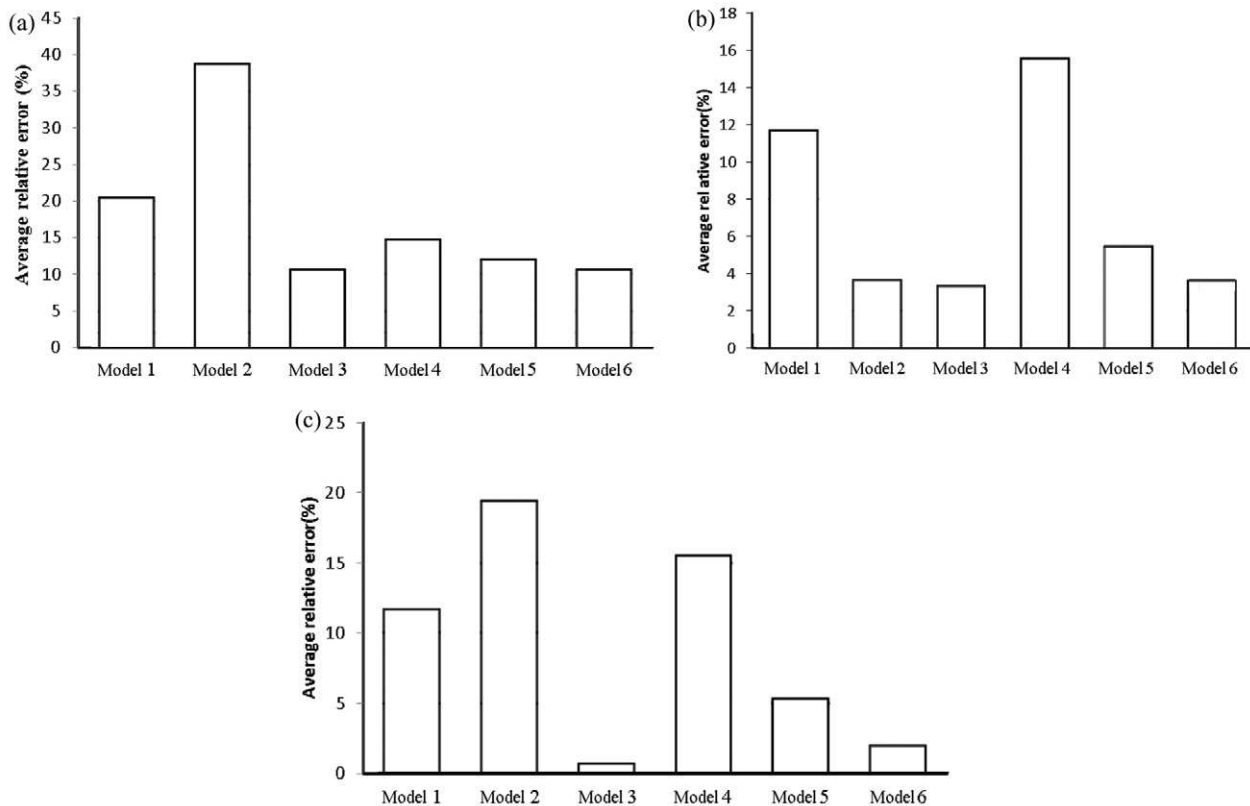 (a)
Average relative error (%)
45
40
35
30
25
20
15
10
5
0
Model 1 Model 2 Model 3 Model 4 Model 5 Model 6
(b)
Average rel ative error(%)
18
16
14
12
10
8
6
4
2
0
Model 1 Model 2 Model 3 Model 4 Model 5 Model 6
(c)
Average relative error(%)
25
20
15
10
5
0
Model 1 Model 2 Model 3 Model 4 Model 5 Model 6